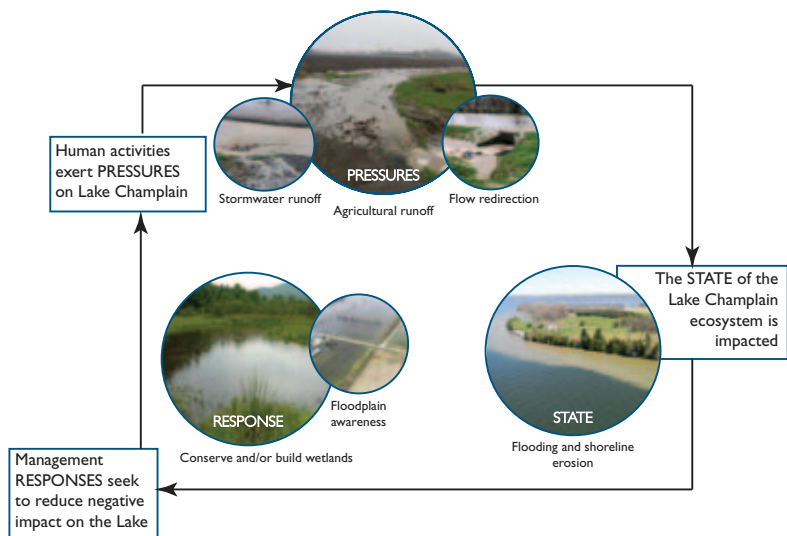 Human activities
exert PRESSURES
on Lake Champlain
PRESSURES
Stormwater runoff
Agricultural runoff
Flow redirection
The STATE of the
Lake Champlain
ecosystem is
impacted
STATE
Flooding and shoreline
erosion
RESPONSE
Floodplain
awareness
Conserve and/or build wetlands
Management
RESPONSES seek
to reduce negative
impact on the Lake